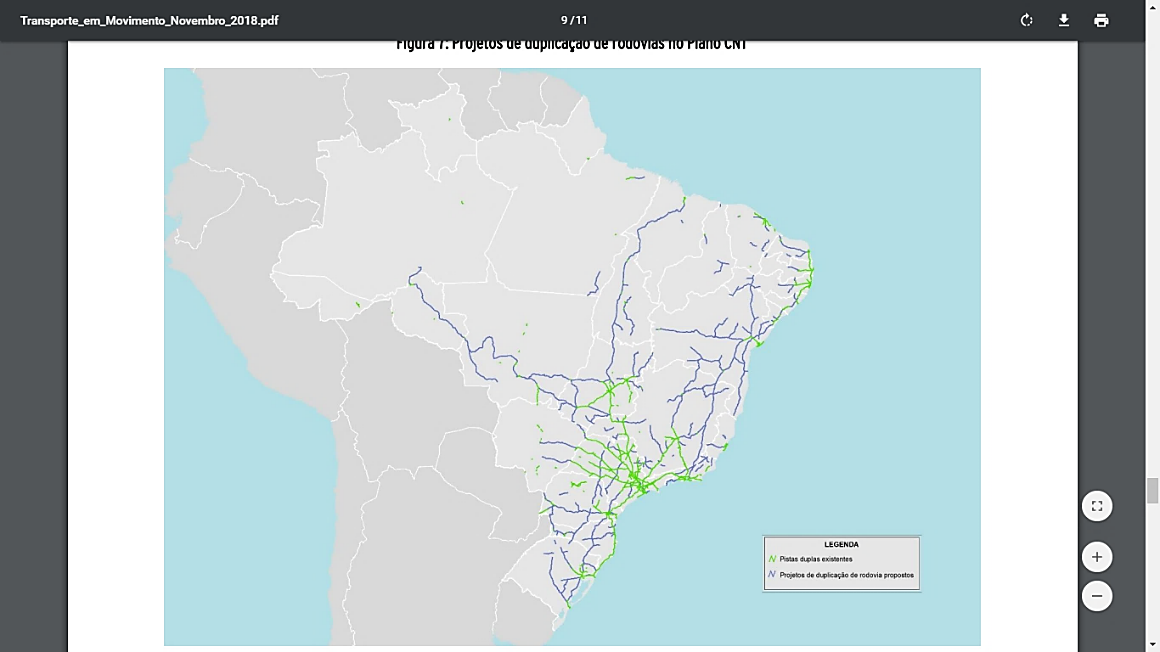 Transporte_em_Movimento_Novembro_2018.pdf
9 / 11
Figura 7: Projetos de duplicação de rodovias no Plano CNT
LEGENDA
Pistas duplas existentes
Projetos de duplicação de rodovia propostos